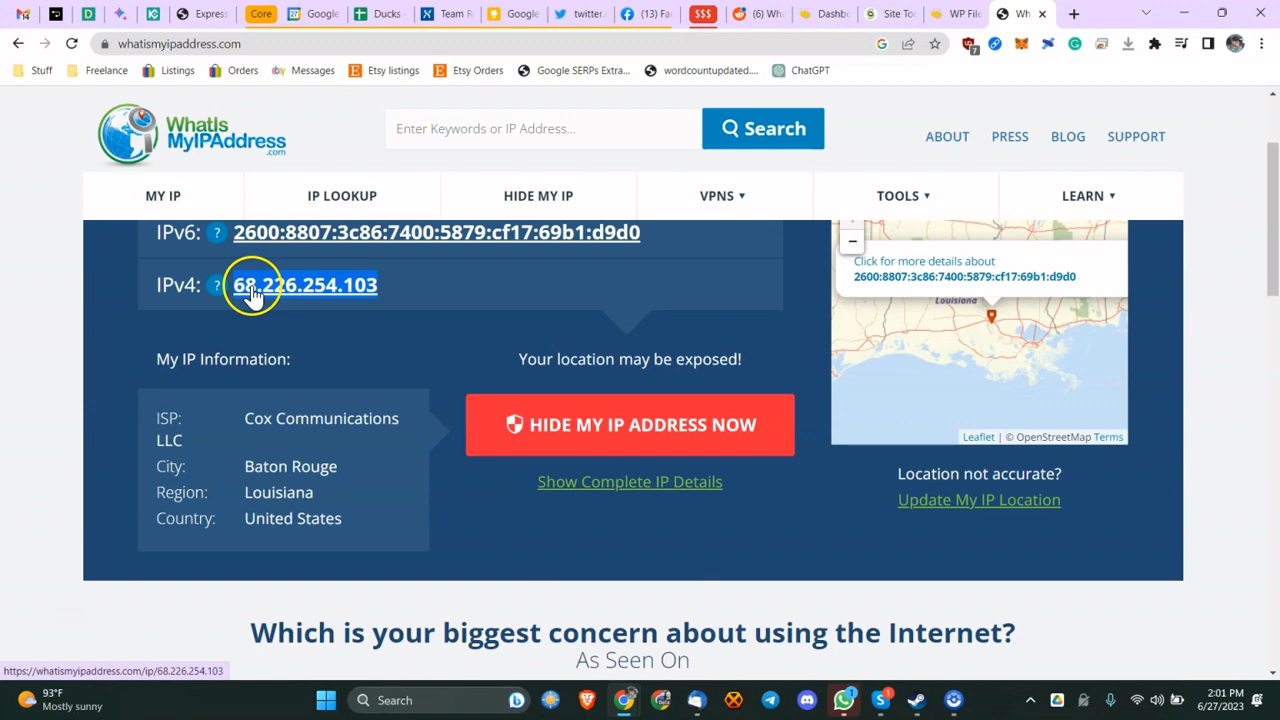 Express
Core
Google
Ducks
Team R
Google
twitter.c
(13) Fa
$$$
(6) Wha
Dashbo
Site Too
WP File
Wh
whatismyipaddress.com
7
Stuff
Freelance
Listings
Orders
Messages
Etsy listings
Etsy Orders
Google SERPs Extra...
wordcountupdated....
ChatGPT
WhatIs
MyIPAddress
.com
Enter Keywords or IP Address...
Search
ABOUT
PRESS
BLOG
SUPPORT
MY IP
IP LOOKUP
HIDE MY IP
VPNS
TOOLS
LEARN
IPv6: ? 2600:8807:3c86:7400:5879:cf17:69b1:d9d0
IPv4: ? 68.226.254.103
−
Click for more details about
2600:8807:3c86:7400:5879:cf17:69b1:d9d0
Louisiana
My IP Information:
Your location may be exposed!
ISP: Cox Communications
LLC
City: Baton Rouge
Region: Louisiana
Country: United States
HIDE MY IP ADDRESS NOW
Show Complete IP Details
Leaflet | © OpenStreetMap Terms
Location not accurate?
Update My IP Location
Which is your biggest concern about using the Internet?
As Seen On
https://whatismyipaddress.com/ip/68.226.254.103
93°F
Mostly sunny
Search
1
1
2:01 PM
6/27/2023